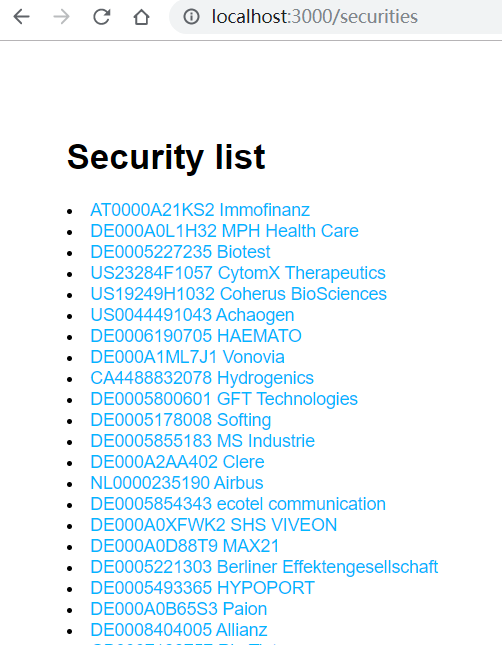 localhost:3000/securities
Security list
AT0000A21KS2 Immofinanz
DE000A0L1H32 MPH Health Care
DE0005227235 Biotest
US23284F1057 CytomX Therapeutics
US19249H1032 Coherus BioSciences
US0044491043 Achaogen
DE0006190705 HAEMATO
DE000A1ML7J1 Vonovia
CA4488832078 Hydrogenics
DE0005800601 GFT Technologies
DE0005178008 Softing
DE0005855183 MS Industrie
DE000A2AA402 Clere
NL0000235190 Airbus
DE0005854343 ecotel communication
DE000A0XFWK2 SHS VIVEON
DE000A0D88T9 MAX21
DE0005221303 Berliner Effektengesellschaft
DE0005493365 HYPOPORT
DE000A0B65S3 Paion
DE0008404005 Allianz